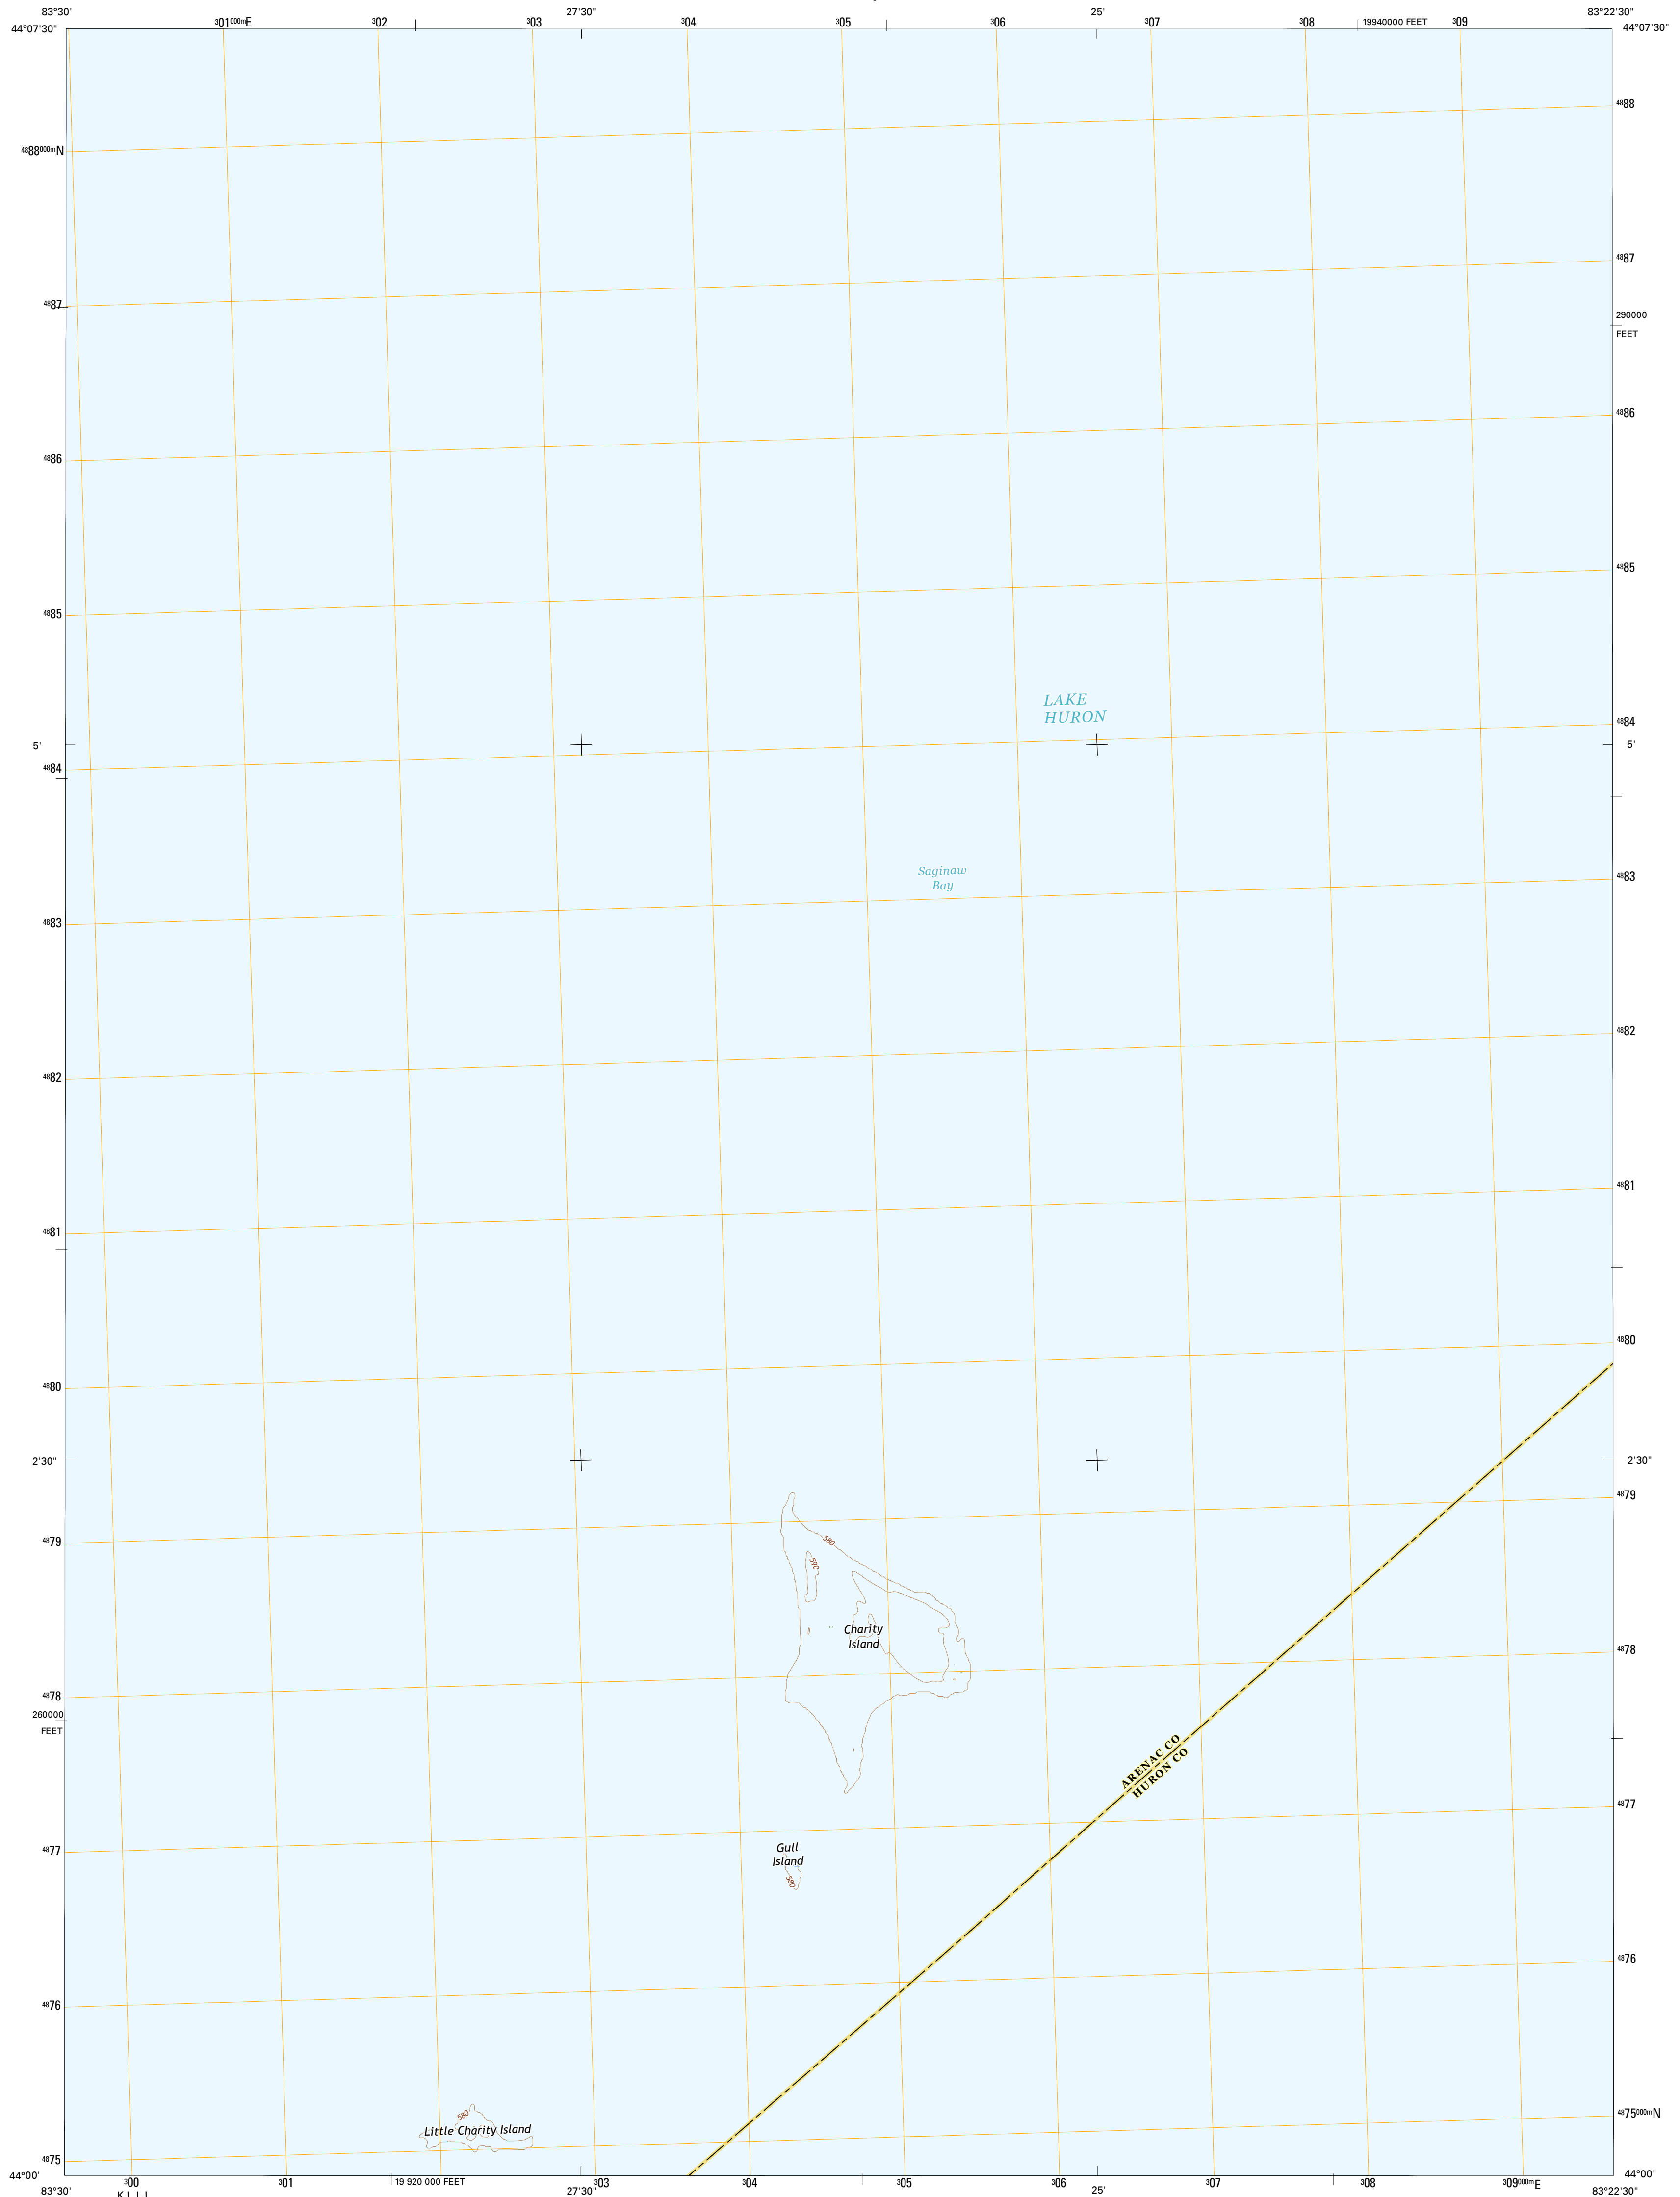 83°30' 27'30" 25' 83°22'30"
44°07'30" 301000mE 302 303 304 305 306 307 308 19940000 FEET 309 44°07'30"
4888
4888000mN
4887
4887
290000
FEET
4886
4886
4885
4885
LAKE
HURON
4884
5' 5'
4884
Saginaw
Bay
4883
4883
4882
4882
4881
4881
4880
4880
2'30" 2'30"
4879
4879
580
590
Charity
Island
4878
4878
260000
FEET
ARENAC CO
HURON CO
4877
Gull
Island
4877
580
4876
4876
4875000mN
580
Little Charity Island
4875
44°00' 44°00'
300 301 19 920 000 FEET 303 304 305 306 307 308 309000mE
83°30' 27'30" 25' 83°22'30"